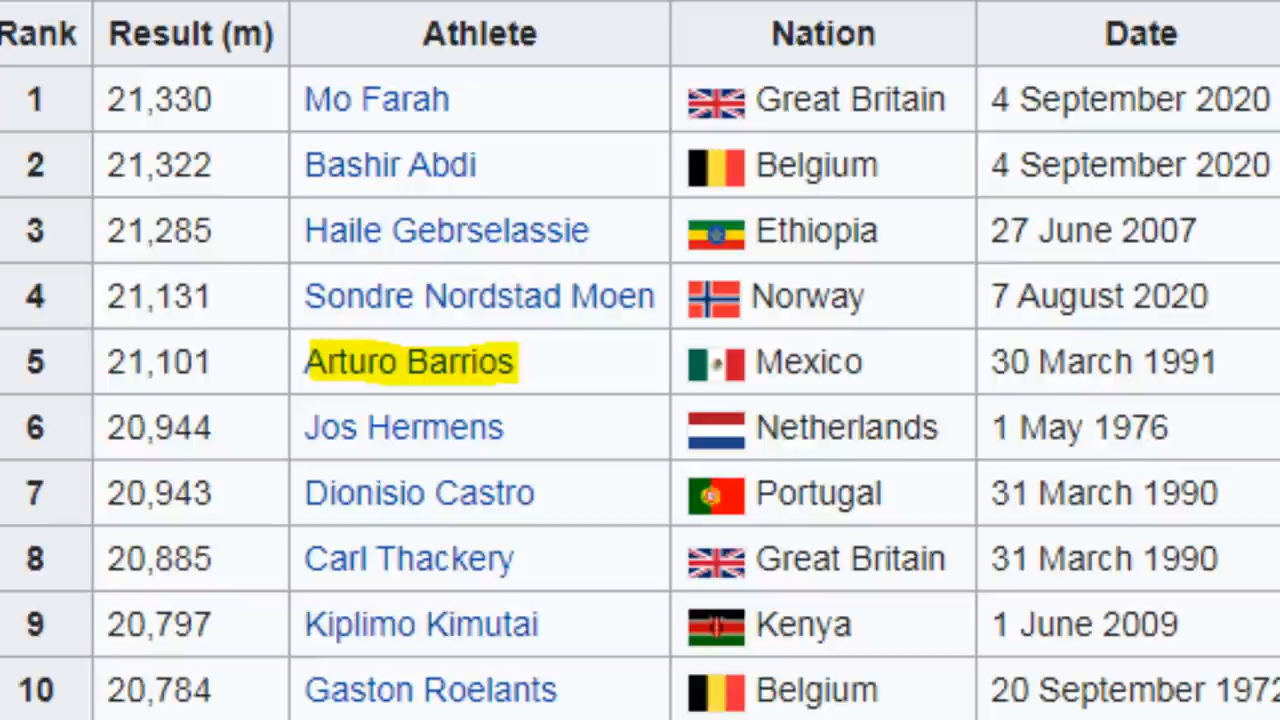 Rank Result (m) Athlete Nation Date
1 21,330 Mo Farah Great Britain 4 September 2020
2 21,322 Bashir Abdi Belgium 4 September 2020
3 21,285 Haile Gebrselassie Ethiopia 27 June 2007
4 21,131 Sondre Nordstad Moen Norway 7 August 2020
5 21,101 Arturo Barrios Mexico 30 March 1991
6 20,944 Jos Hermens Netherlands 1 May 1976
7 20,943 Dionisio Castro Portugal 31 March 1990
8 20,885 Carl Thackery Great Britain 31 March 1990
9 20,797 Kiplimo Kimutai Kenya 1 June 2009
10 20,784 Gaston Roelants Belgium 20 September 1972